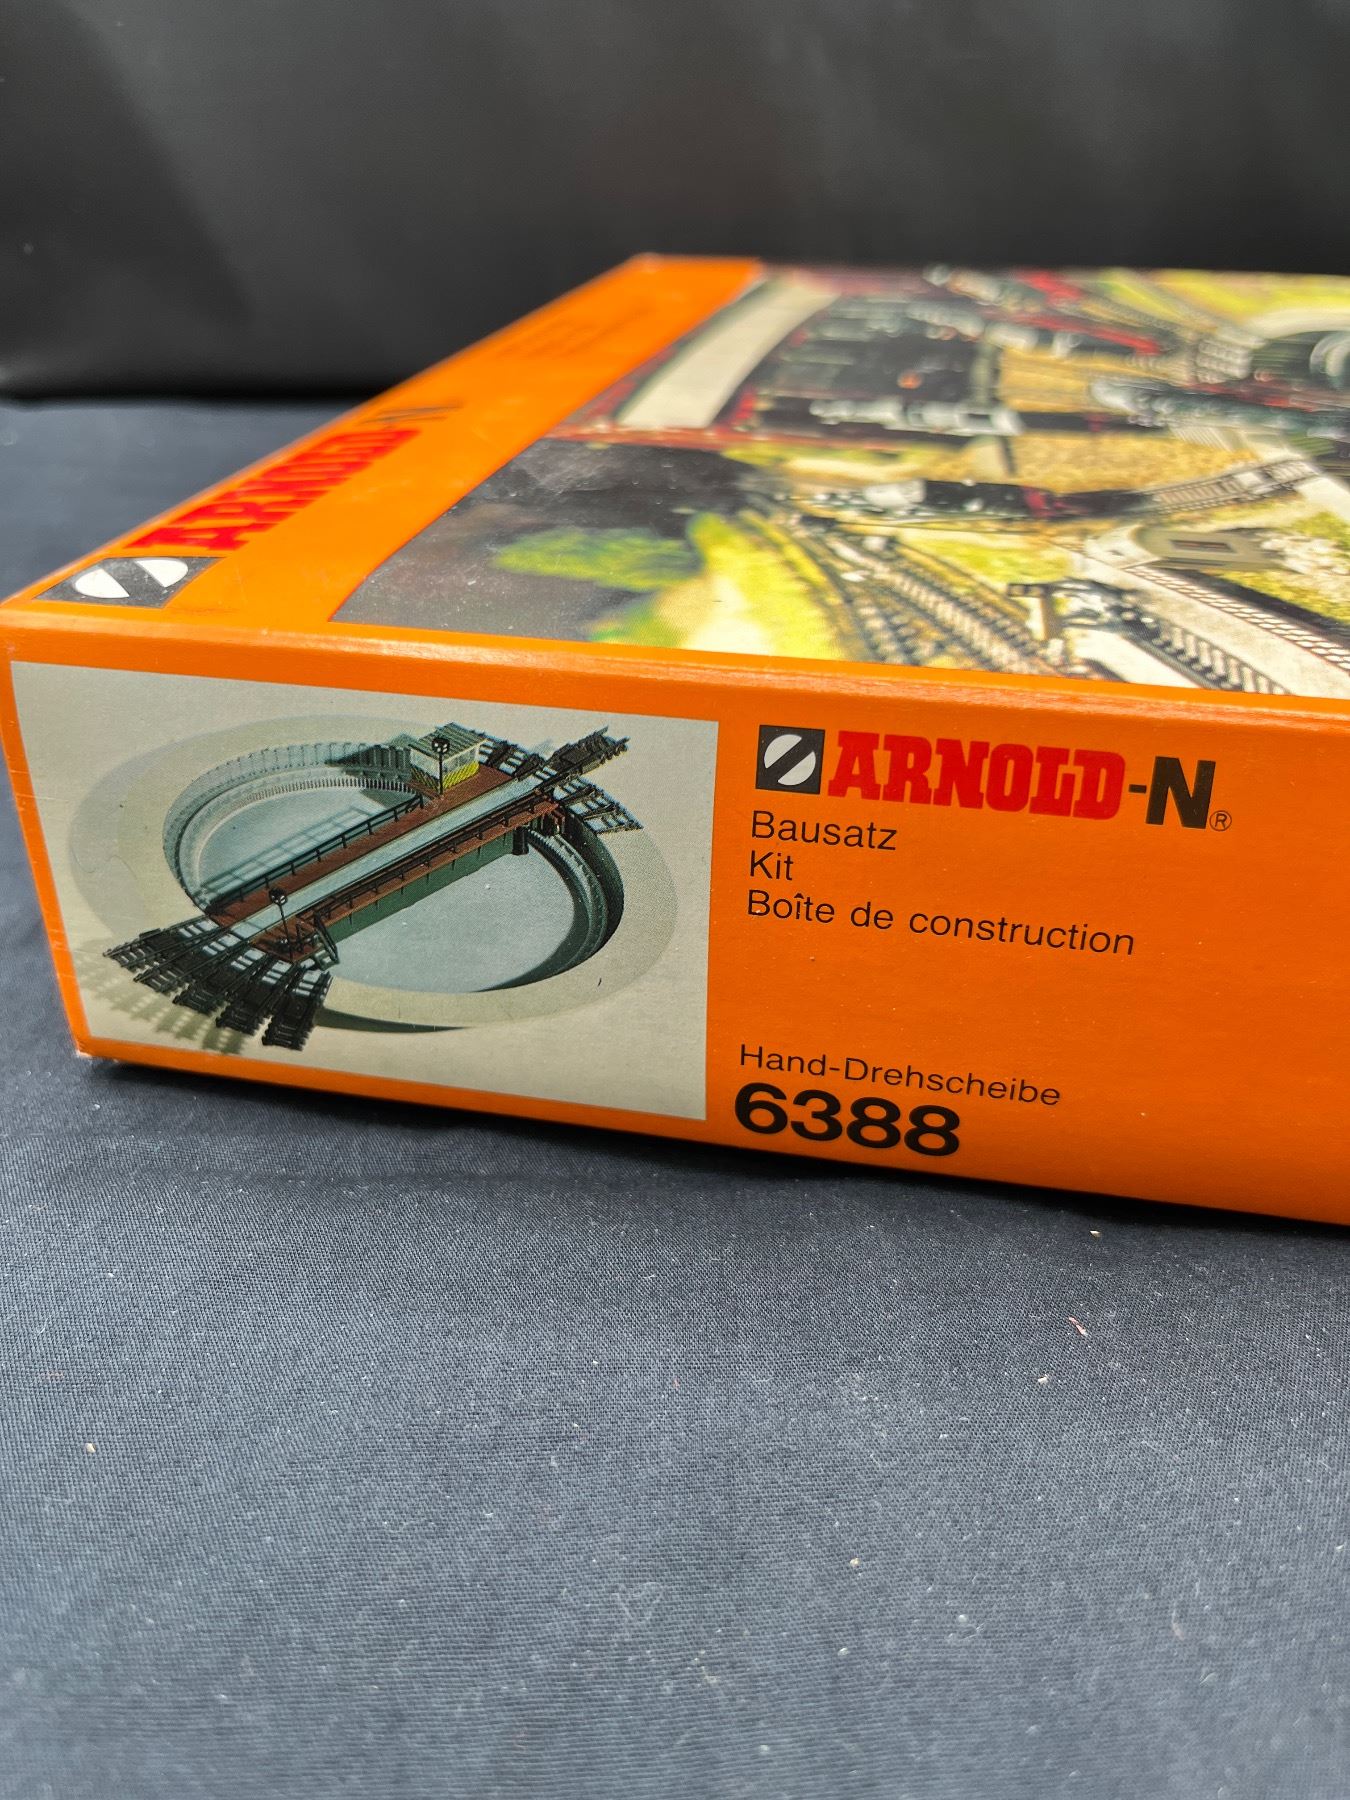 ARNOLD-N
ARNOLD-N®
Bausatz
Kit
Boîte de construction
Hand-Drehscheibe
6388